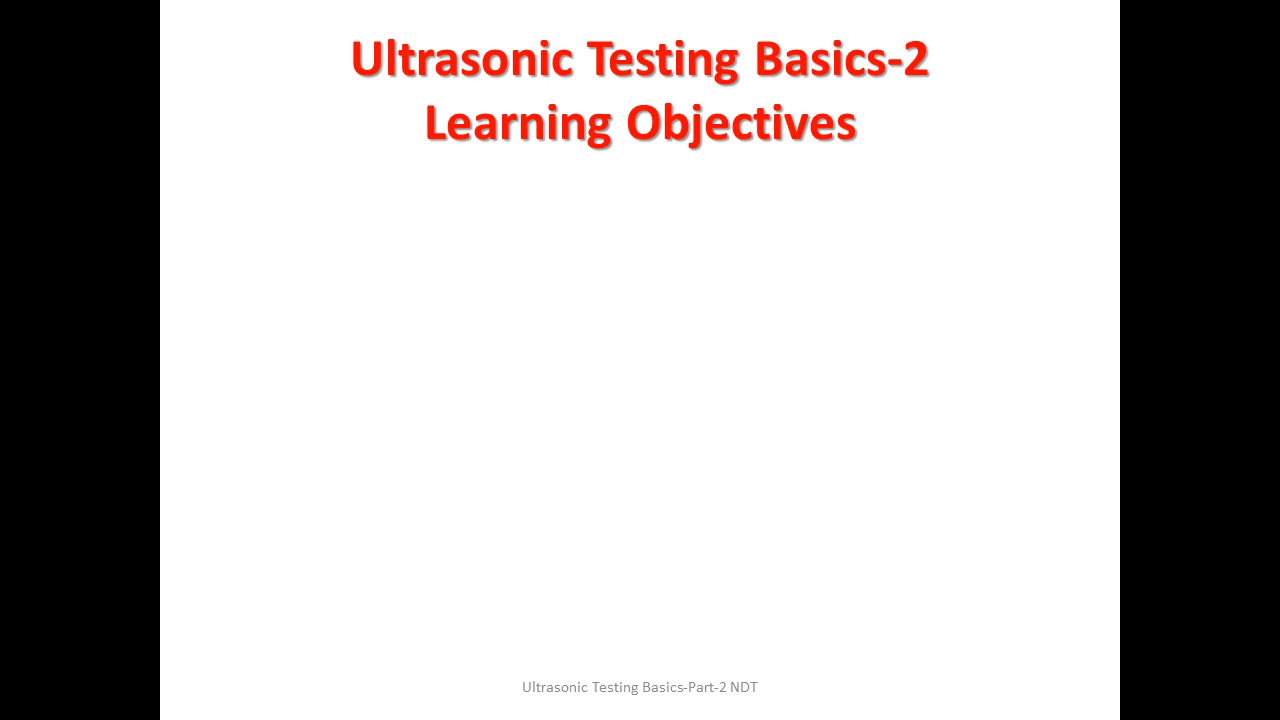 Ultrasonic Testing Basics-2
Learning Objectives
Ultrasonic Testing Basics-Part-2 NDT